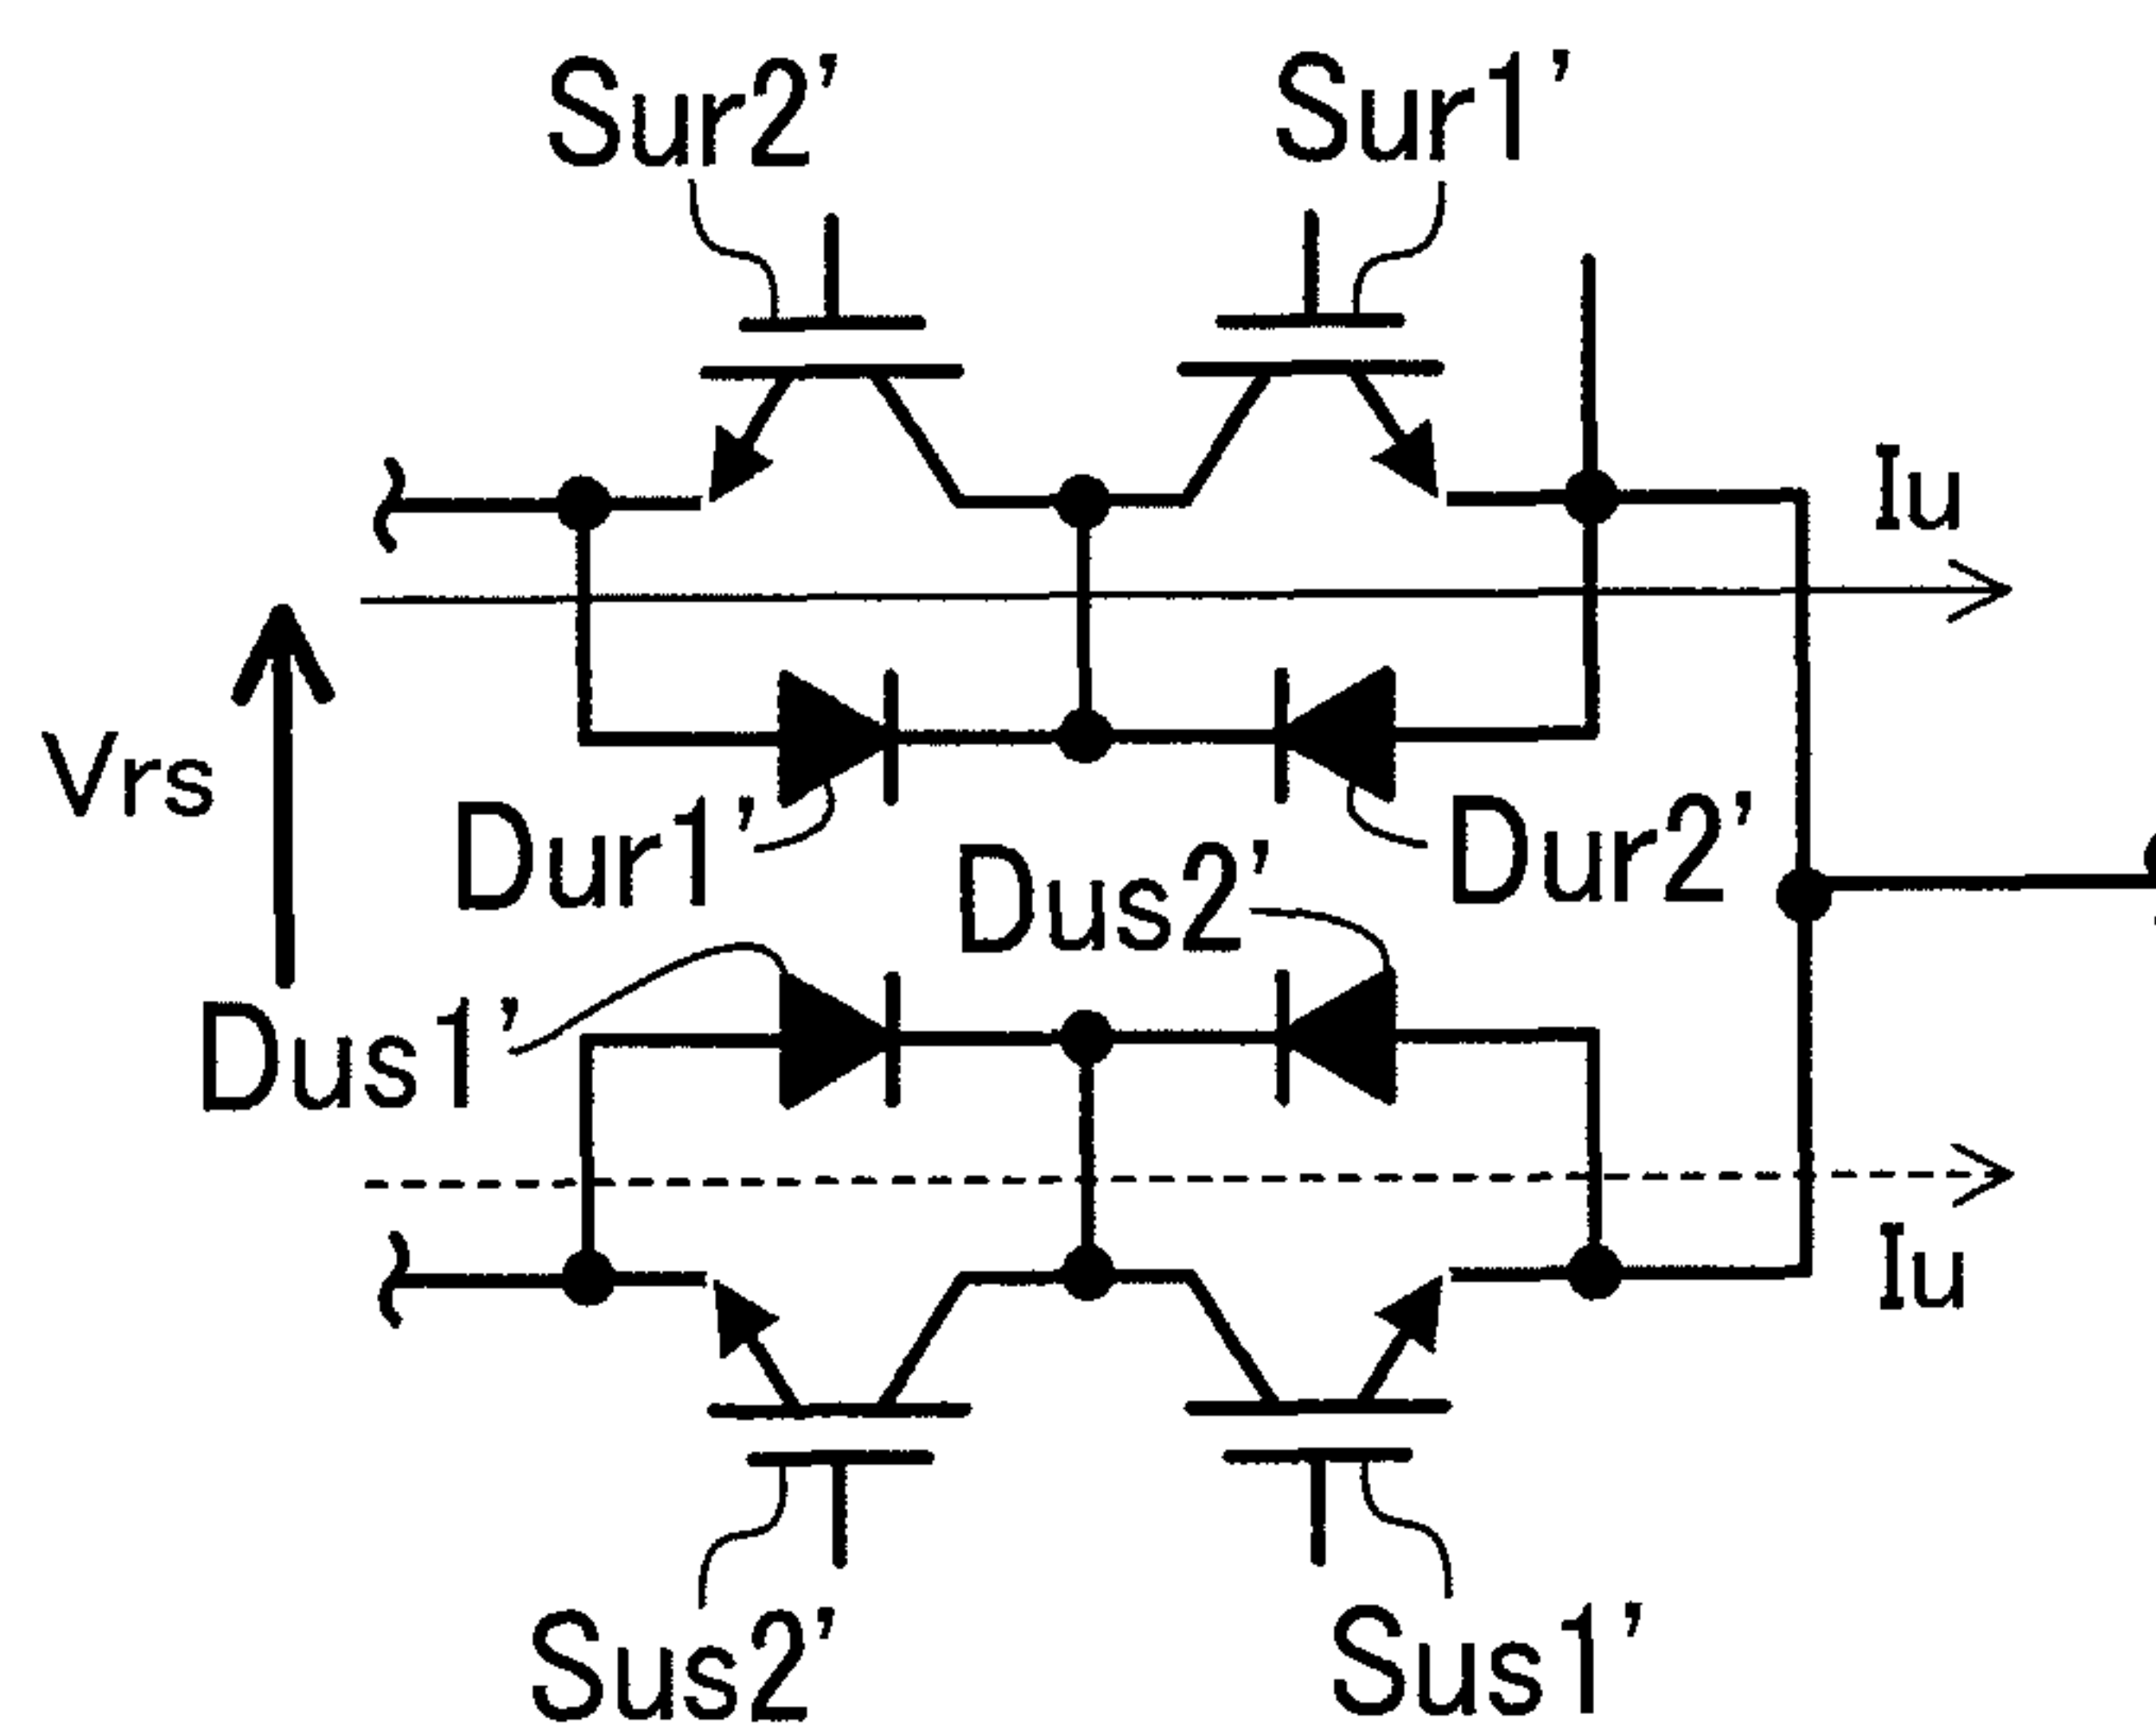 Sur2’ Sur1’
Iu
Vrs
Dur1’ Dur2’
Dus2’
Dus1’
Iu
Sus2’ Sus1’